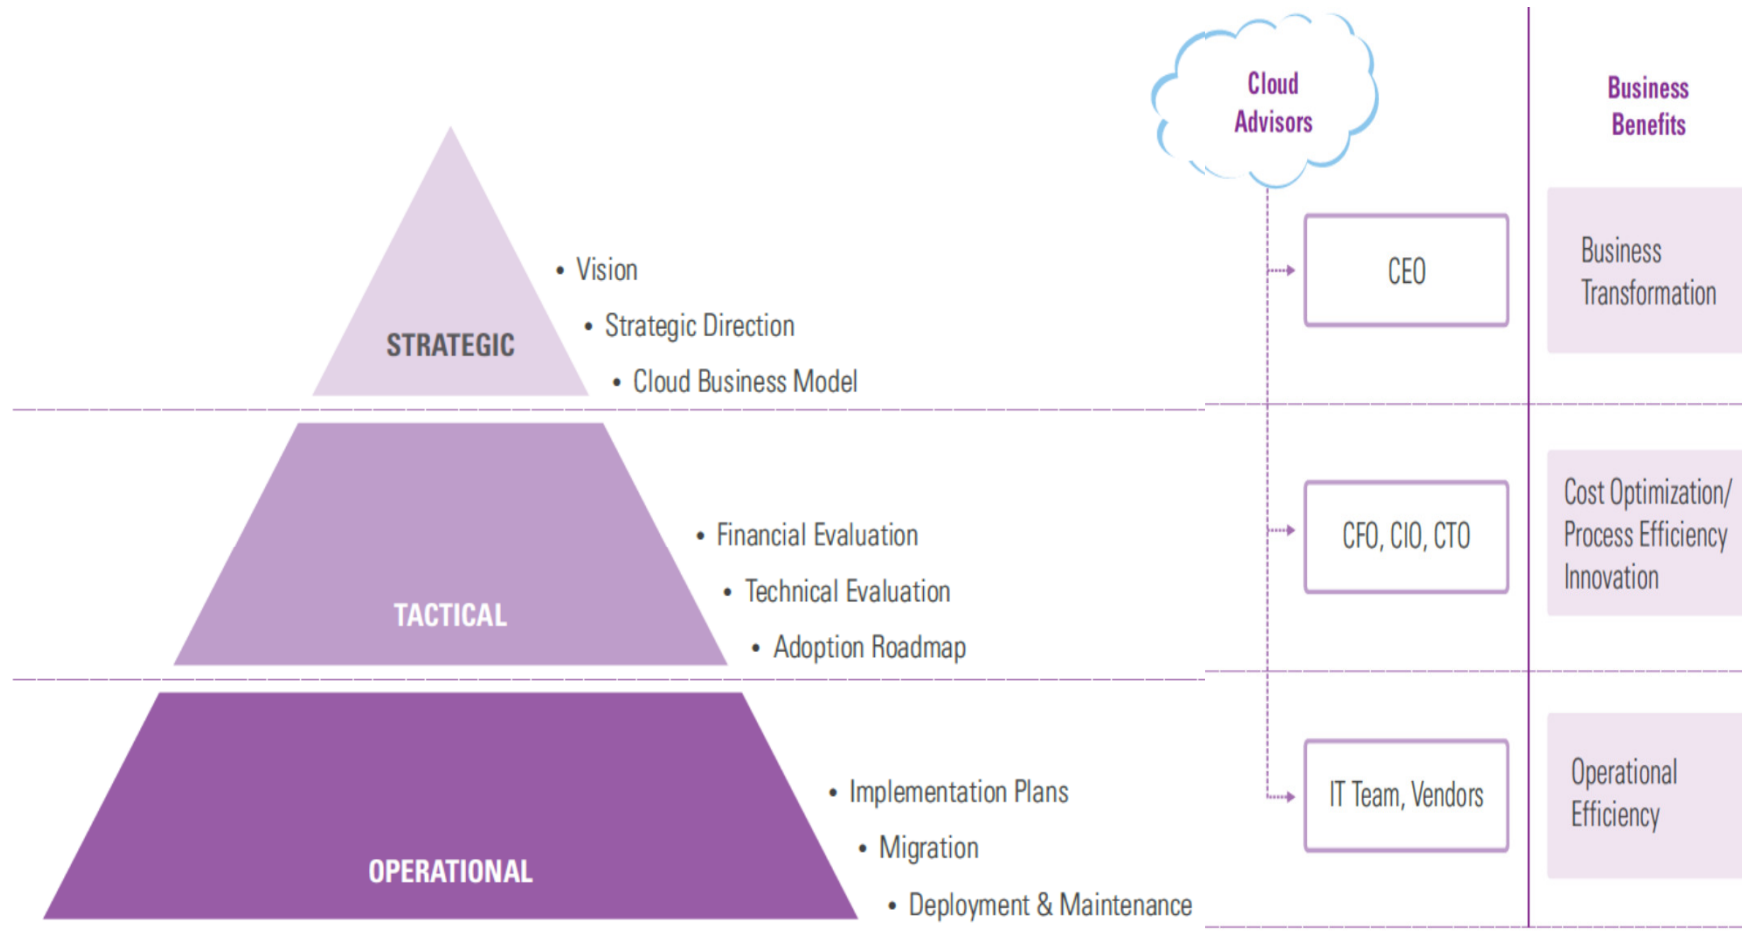 Cloud
Advisors
Business
Benefits
STRATEGIC
• Vision
• Strategic Direction
• Cloud Business Model
CEO
Business
Transformation
TACTICAL
• Financial Evaluation
• Technical Evaluation
• Adoption Roadmap
CFO, CIO, CTO
Cost Optimization/
Process Efficiency
Innovation
OPERATIONAL
• Implementation Plans
• Migration
• Deployment & Maintenance
IT Team, Vendors
Operational
Efficiency